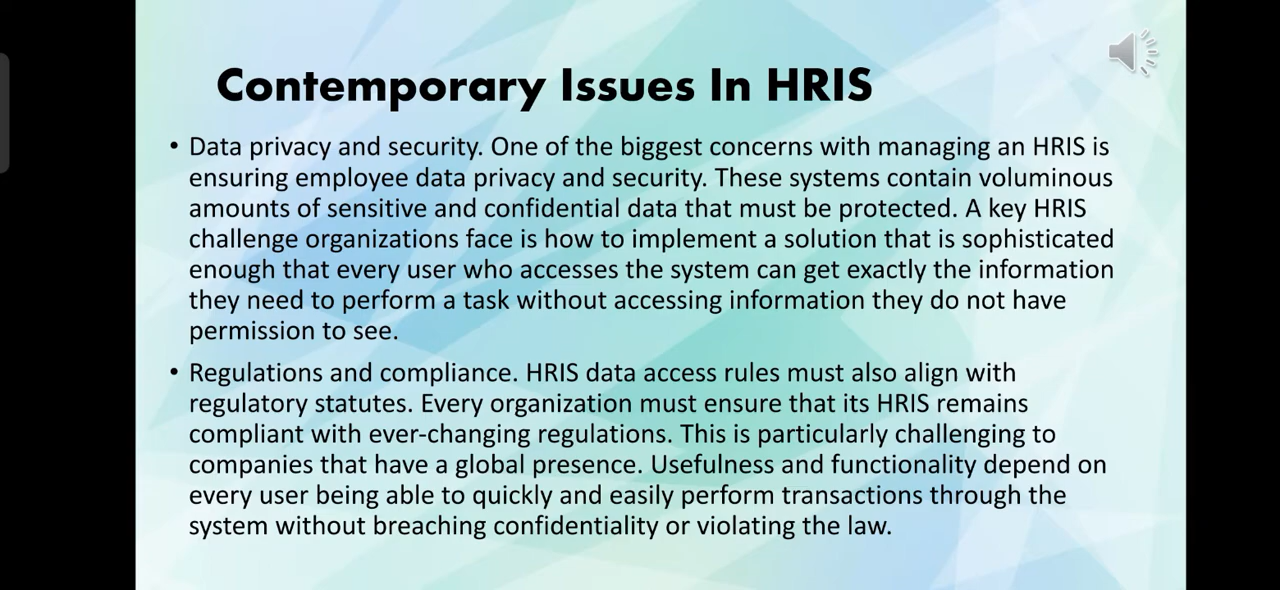 Contemporary Issues In HRIS
• Data privacy and security. One of the biggest concerns with managing an HRIS is
ensuring employee data privacy and security. These systems contain voluminous
amounts of sensitive and confidential data that must be protected. A key HRIS
challenge organizations face is how to implement a solution that is sophisticated
enough that every user who accesses the system can get exactly the information
they need to perform a task without accessing information they do not have
permission to see.
• Regulations and compliance. HRIS data access rules must also align with
regulatory statutes. Every organization must ensure that its HRIS remains
compliant with ever-changing regulations. This is particularly challenging to
companies that have a global presence. Usefulness and functionality depend on
every user being able to quickly and easily perform transactions through the
system without breaching confidentiality or violating the law.